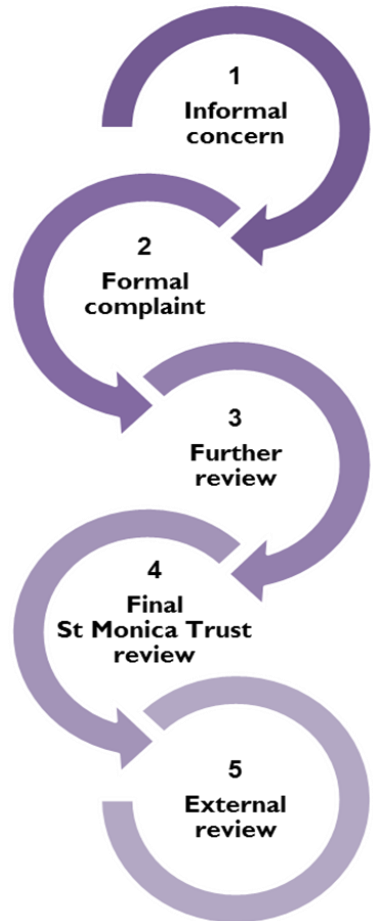 1
Informal
concern
2
Formal
complaint
3
Further
review
4
Final
St Monica Trust
review
5
External
review